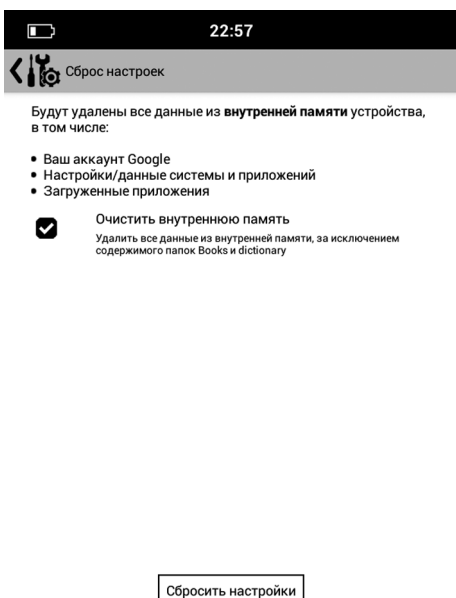 22:57
Сброс настроек
Будут удалены все данные из внутренней памяти устройства,
в том числе:
• Ваш аккаунт Google
• Настройки/данные системы и приложений
• Загруженные приложения
Очистить внутреннюю память
Удалить все данные из внутренней памяти, за исключением
содержимого папок Books и dictionary
Сбросить настройки